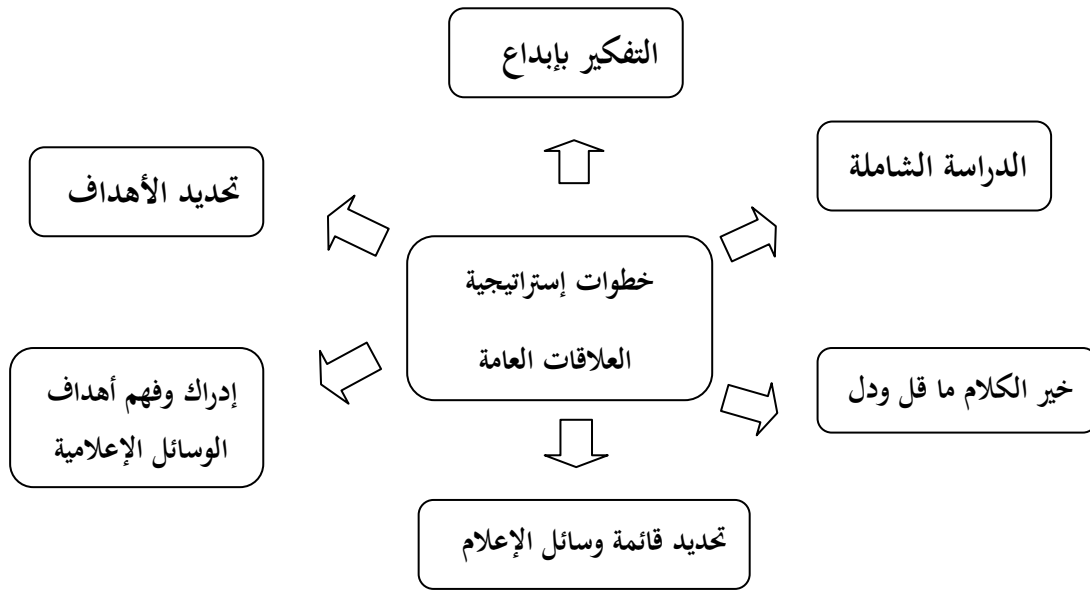 التفكير بإبداع
الدراسة الشاملة
تحديد الأهداف
خطوات إستراتيجية
العلاقات العامة
خير الكلام ما قل ودل
إدراك وفهم أهداف
الوسائل الإعلامية
تحديد قائمة وسائل الإعلام